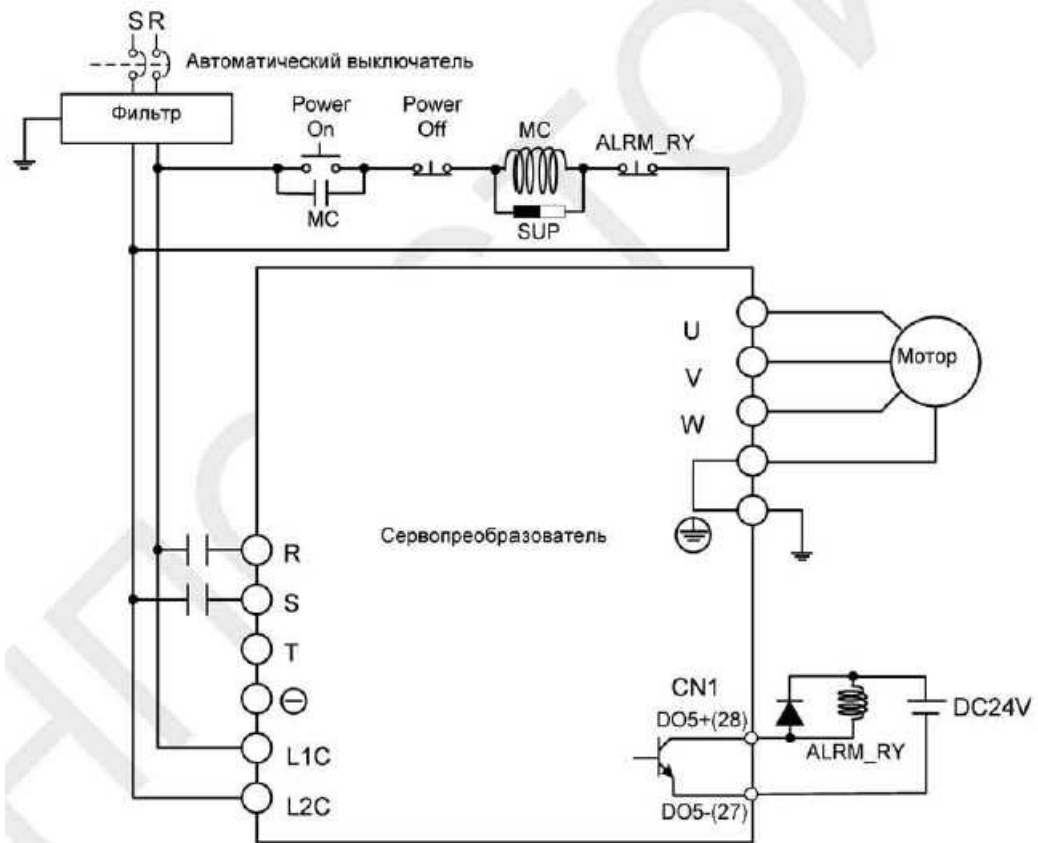 S R
Автоматический выключатель
Фильтр
Power
On
Power
Off
MC
ALRM_RY
MC
SUP
U
V
W
Мотор
Сервопреобразователь
R
S
T
L1C
L2C
CN1
DO5+(28)
DC24V
ALRM_RY
DO5-(27)